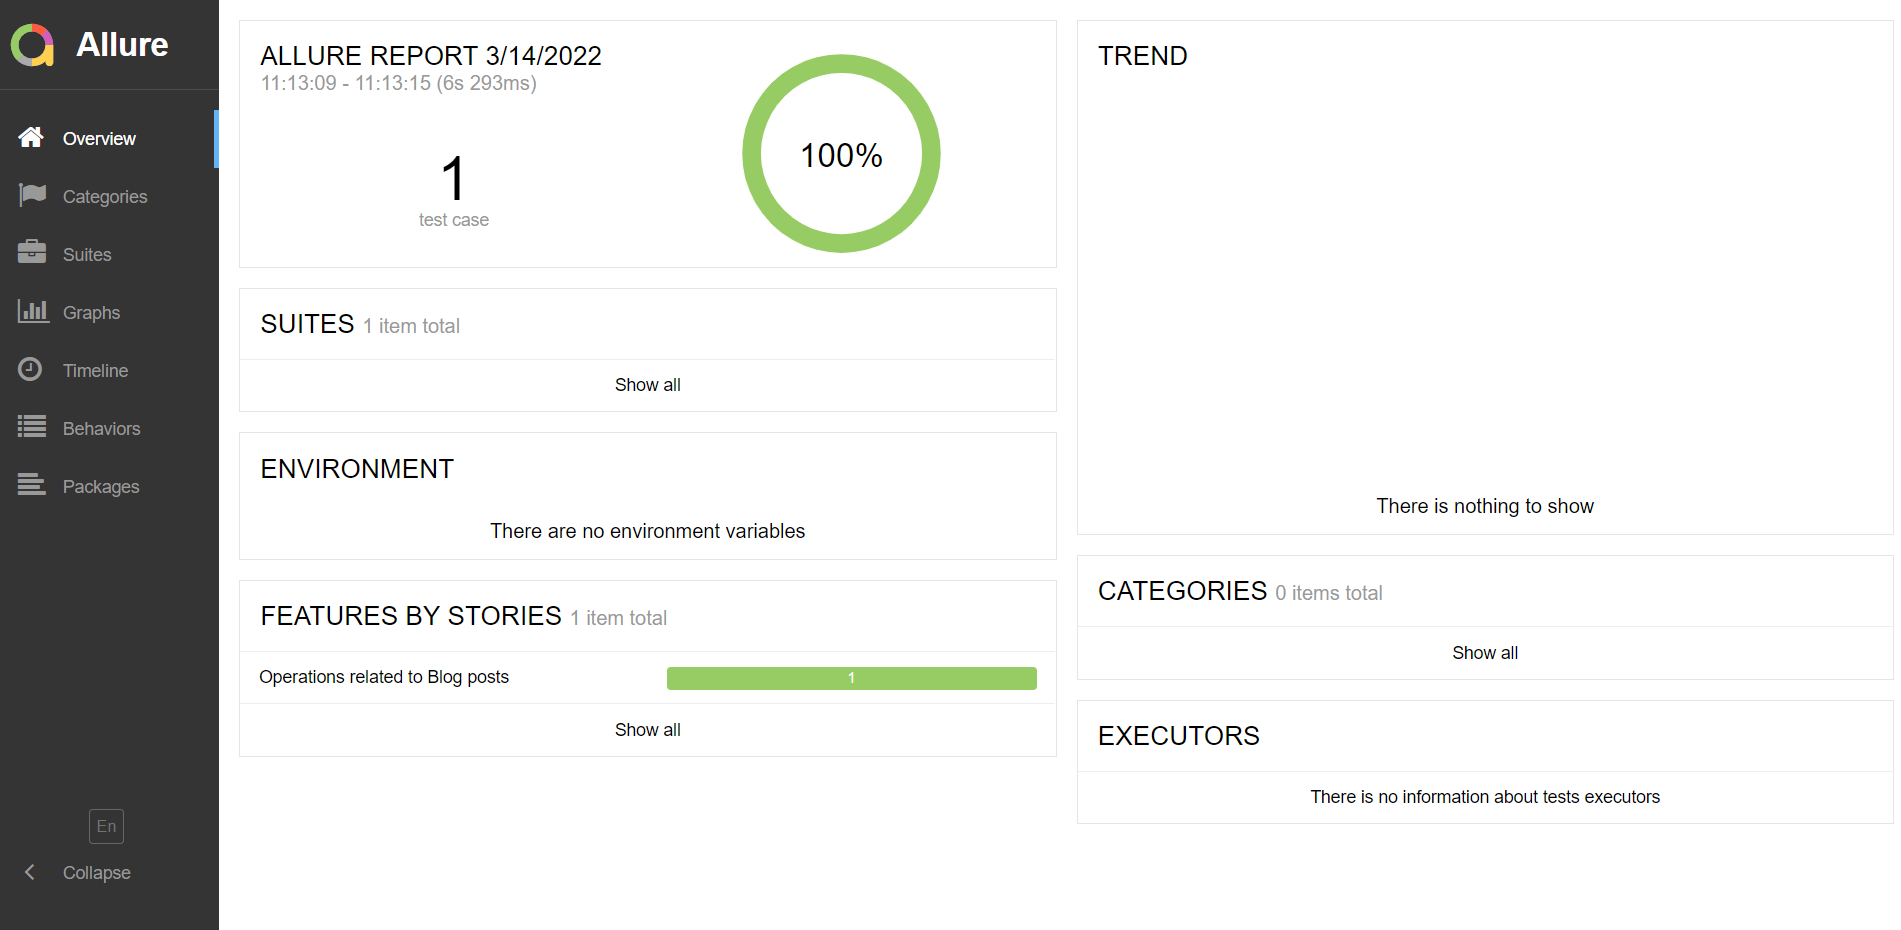 Allure
Overview
Categories
Suites
Graphs
Timeline
Behaviors
Packages
En
Collapse
ALLURE REPORT 3/14/2022
11:13:09 - 11:13:15 (6s 293ms)
1
test case
100%
SUITES 1 item total
Show all
ENVIRONMENT
There are no environment variables
FEATURES BY STORIES 1 item total
Operations related to Blog posts 1
Show all
TREND
There is nothing to show
CATEGORIES 0 items total
Show all
EXECUTORS
There is no information about tests executors